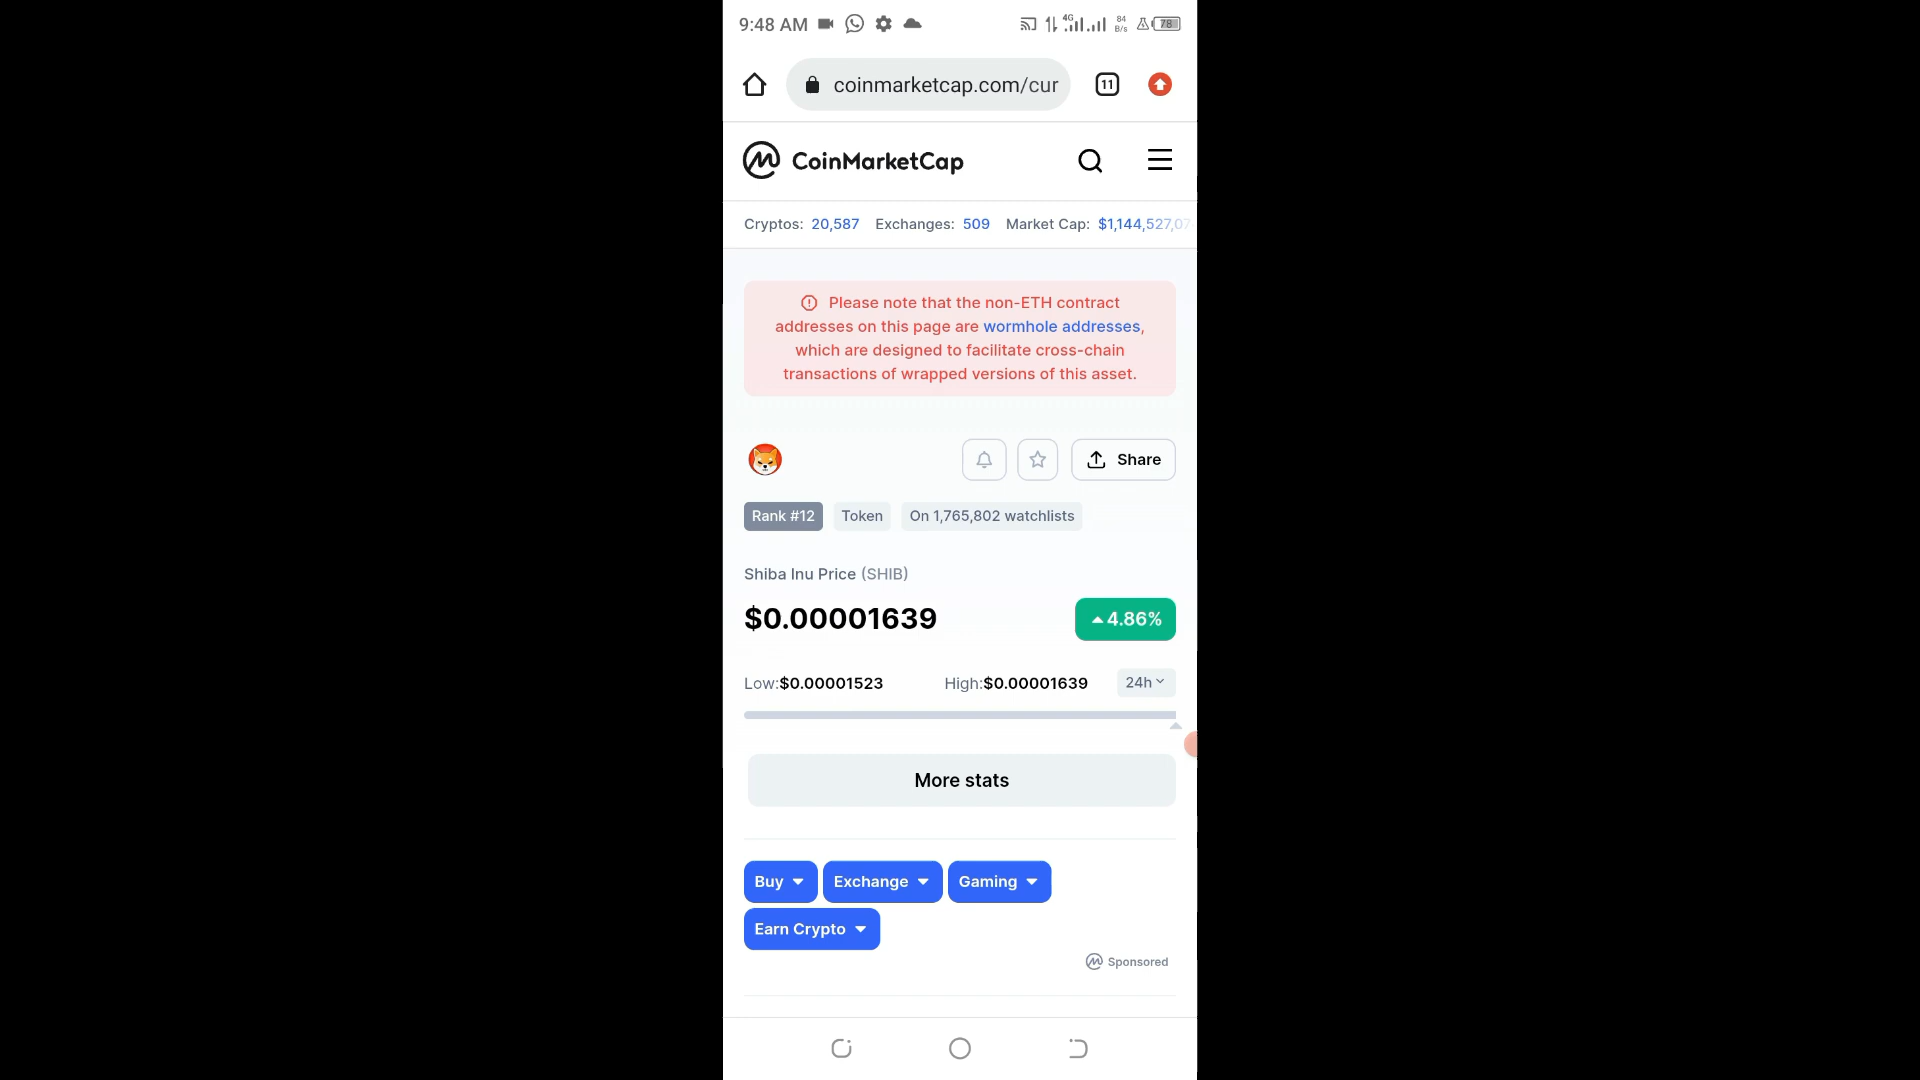 9:48 AM 4G 84 B/s 78
coinmarketcap.com/cur 11
CoinMarketCap
Cryptos: 20,587 Exchanges: 509 Market Cap: $1,144,527,07
Please note that the non-ETH contract
addresses on this page are wormhole addresses,
which are designed to facilitate cross-chain
transactions of wrapped versions of this asset.
Share
Rank #12 Token On 1,765,802 watchlists
Shiba Inu Price (SHIB)
$0.00001639 4.86%
Low:$0.00001523 High:$0.00001639 24h
More stats
Buy Exchange Gaming
Earn Crypto
Sponsored